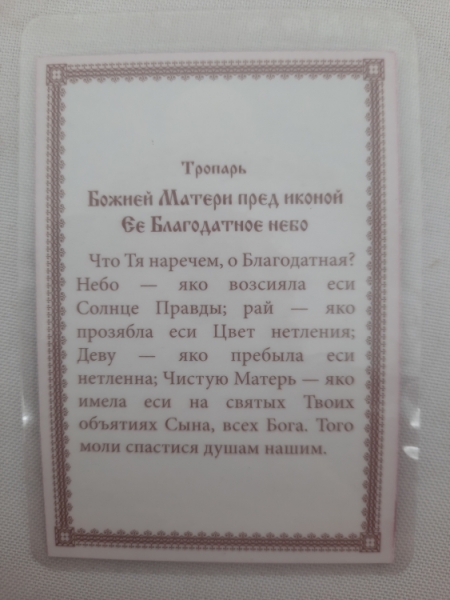 Тропарь
Божией Матери пред иконой
Ее Благодатное небо
Что Тя наречем, о Благодатная?
Небо — яко возсияла еси
Солнце Правды; рай — яко
прозябла еси Цвет нетления;
Деву — яко пребыла еси
нетленна; Чистую Матерь — яко
имела еси на святых Твоих
объятиях Сына, всех Бога. Того
моли спастися душам нашим.